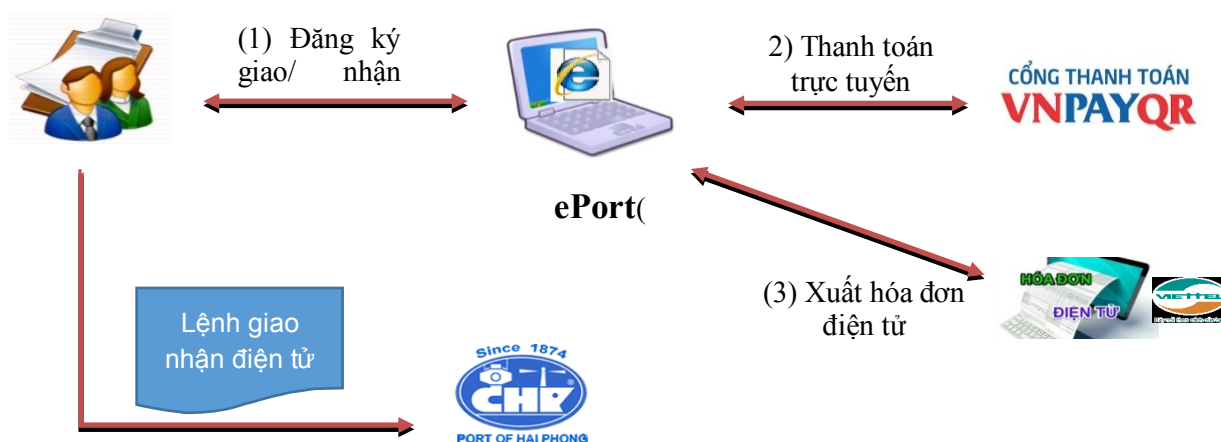 (1) Đăng ký
giao/ nhận
2) Thanh toán
trực tuyến
CỔNG THANH TOÁN
VNPAYQR
ePort(
(3) Xuất hóa đơn
điện tử
HÓA ĐƠN
ĐIỆN TỬ
VIETTEL
Lệnh giao
nhận điện tử
Since 1874
CHP
®
PORT OF HAI PHONG